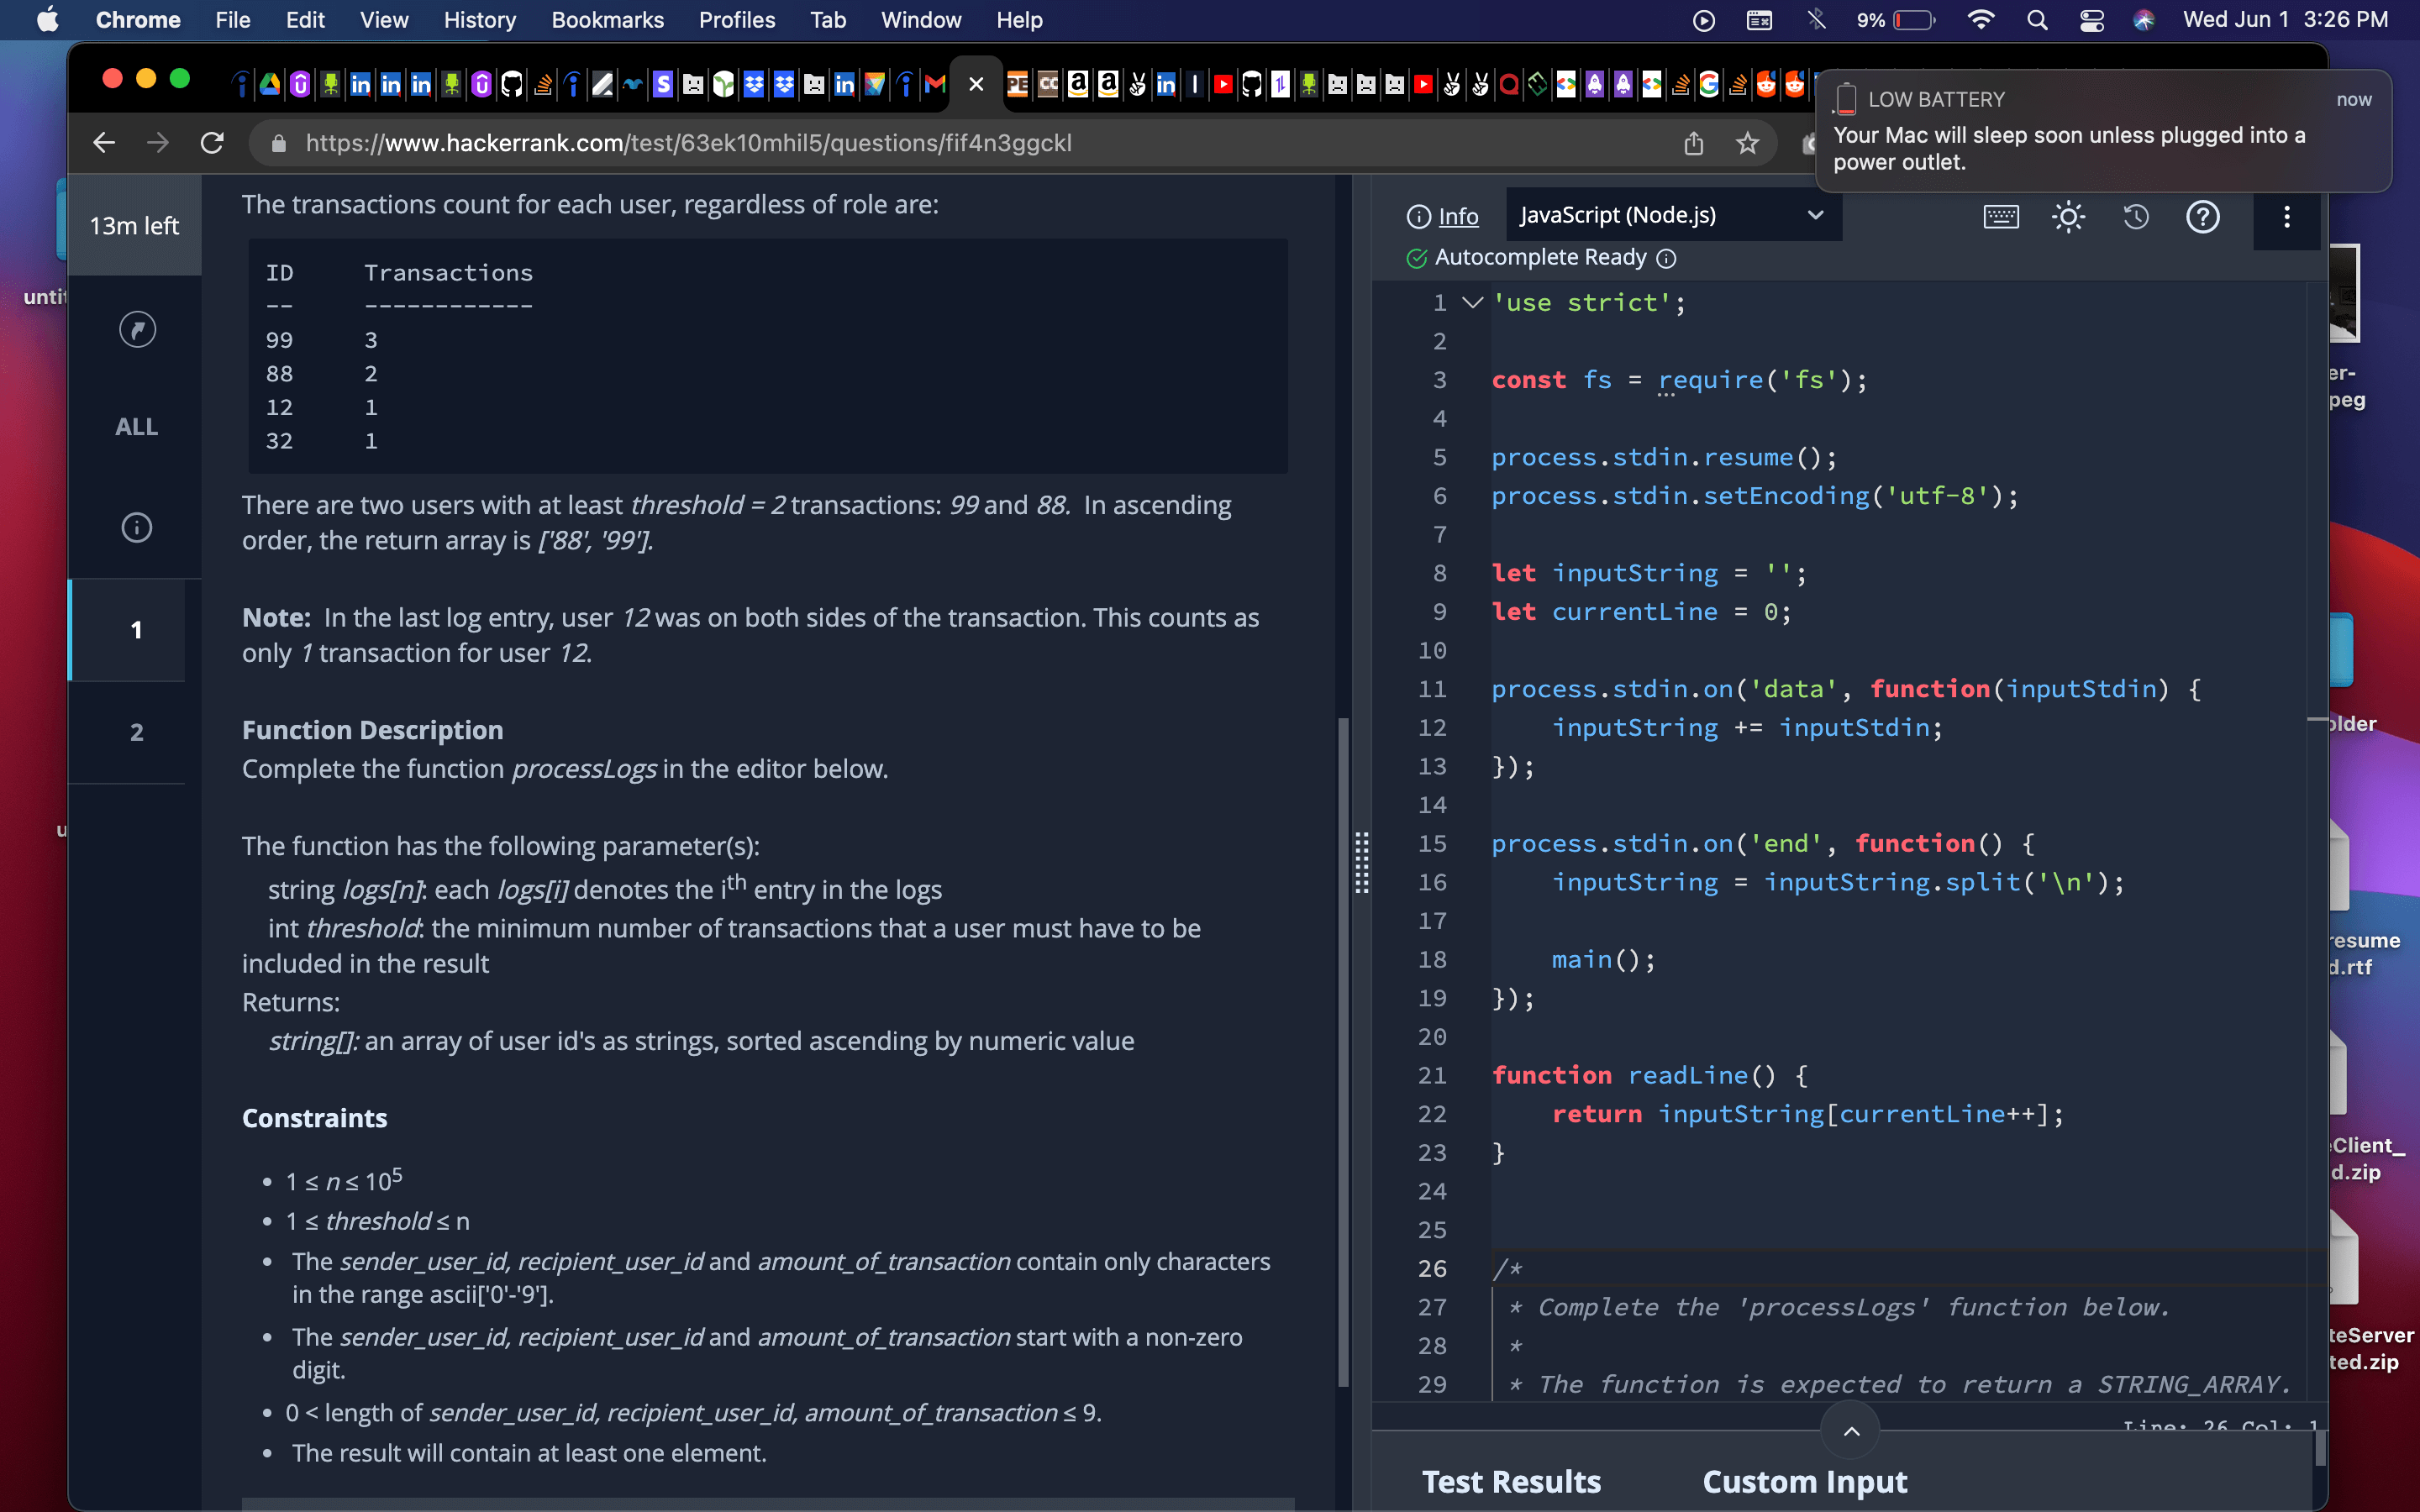 Chrome File Edit View History Bookmarks Profiles Tab Window Help 9% Wed Jun 1 3:26 PM
LOW BATTERY now
Your Mac will sleep soon unless plugged into a
power outlet.
https://www.hackerrank.com/test/63ek10mhil5/questions/fif4n3ggckl
13m left
ALL
1
2
The transactions count for each user, regardless of role are:
ID Transactions
-- ------------
99 3
88 2
12 1
32 1
There are two users with at least threshold = 2 transactions: 99 and 88. In ascending
order, the return array is ['88', '99'].
Note: In the last log entry, user 12 was on both sides of the transaction. This counts as
only 1 transaction for user 12.
Function Description
Complete the function processLogs in the editor below.
The function has the following parameter(s):
string logs[n]: each logs[i] denotes the ith entry in the logs
int threshold: the minimum number of transactions that a user must have to be
included in the result
Returns:
string[]: an array of user id's as strings, sorted ascending by numeric value
Constraints
• 1 ≤ n ≤ 10^5
• 1 ≤ threshold ≤ n
• The sender_user_id, recipient_user_id and amount_of_transaction contain only characters
in the range ascii['0'-'9'].
• The sender_user_id, recipient_user_id and amount_of_transaction start with a non-zero
digit.
• 0 < length of sender_user_id, recipient_user_id, amount_of_transaction ≤ 9.
• The result will contain at least one element.
Info JavaScript (Node.js)
Autocomplete Ready
1 'use strict';
2
3 const fs = require('fs');
4
5 process.stdin.resume();
6 process.stdin.setEncoding('utf-8');
7
8 let inputString = '';
9 let currentLine = 0;
10
11 process.stdin.on('data', function(inputStdin) {
12 inputString += inputStdin;
13 });
14
15 process.stdin.on('end', function() {
16 inputString = inputString.split('\n');
17
18 main();
19 });
20
21 function readLine() {
22 return inputString[currentLine++];
23 }
24
25
26 /*
27 * Complete the 'processLogs' function below.
28 *
29 * The function is expected to return a STRING_ARRAY.
Line: 26 Col: 1
Test Results Custom Input
untit
er-
peg
older
resume
d.rtf
eClient_
d.zip
teServer
ted.zip